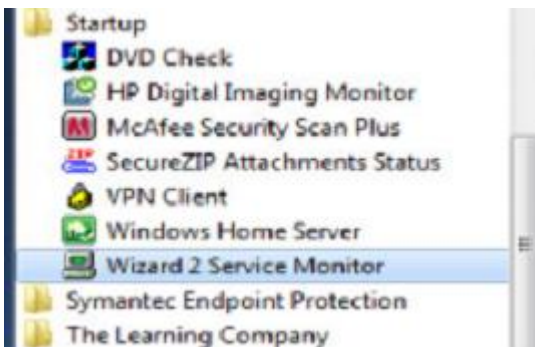 Startup
DVD Check
HP Digital Imaging Monitor
McAfee Security Scan Plus
SecureZIP Attachments Status
VPN Client
Windows Home Server
Wizard 2 Service Monitor
Symantec Endpoint Protection
The Learning Company